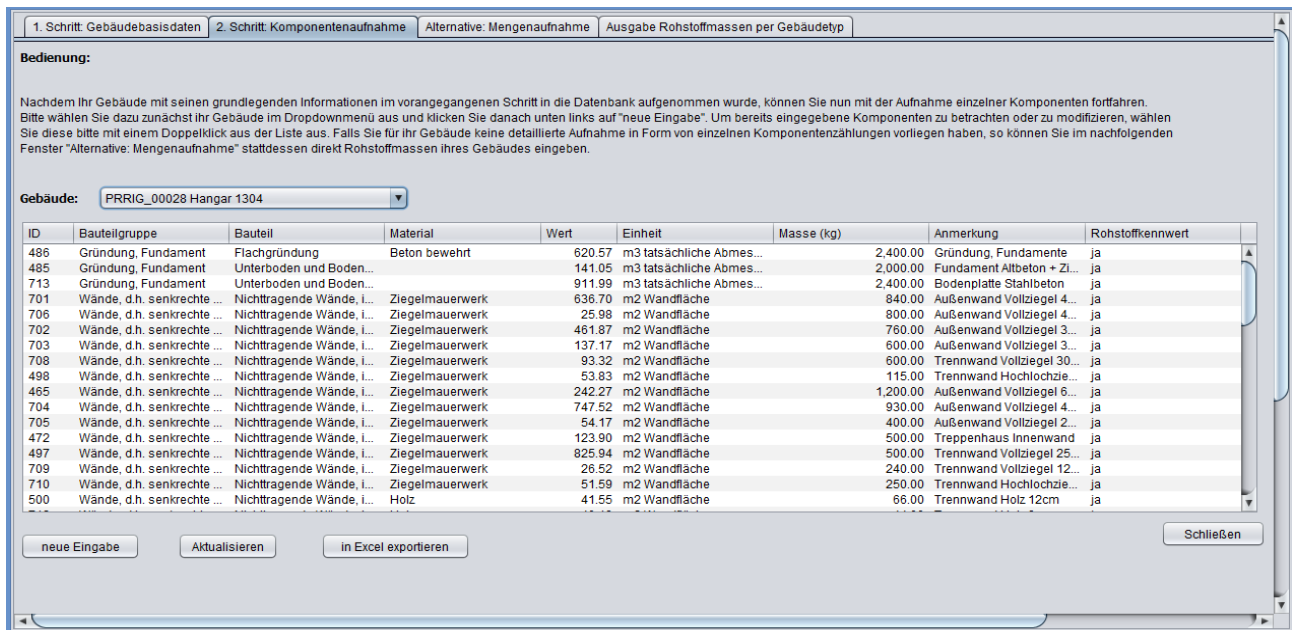 1. Schritt: Gebäudebasisdaten 2. Schritt: Komponentenaufnahme Alternative: Mengenaufnahme Ausgabe Rohstoffmassen per Gebäudetyp
Bedienung:
Nachdem Ihr Gebäude mit seinen grundlegenden Informationen im vorangegangenen Schritt in die Datenbank aufgenommen wurde, können Sie nun mit der Aufnahme einzelner Komponenten fortfahren.
Bitte wählen Sie dazu zunächst ihr Gebäude im Dropdownmenü aus und klicken Sie danach unten links auf "neue Eingabe". Um bereits eingegebene Komponenten zu betrachten oder zu modifizieren, wählen
Sie diese bitte mit einem Doppelklick aus der Liste aus. Falls Sie für ihr Gebäude keine detaillierte Aufnahme in Form von einzelnen Komponentenzählungen vorliegen haben, so können Sie im nachfolgenden
Fenster "Alternative: Mengenaufnahme" stattdessen direkt Rohstoffmassen ihres Gebäudes eingeben.
Gebäude: PRRIG_00028 Hangar 1304
ID Bauteilgruppe Bauteil Material Wert Einheit Masse (kg) Anmerkung Rohstoffkennwert
486 Gründung, Fundament Flachgründung Beton bewehrt 620.57 m3 tatsächliche Abmes... 2,400.00 Gründung, Fundamente ja
485 Gründung, Fundament Unterboden und Boden... 141.05 m3 tatsächliche Abmes... 2,000.00 Fundament Altbeton + Zi... ja
713 Gründung, Fundament Unterboden und Boden... 911.99 m3 tatsächliche Abmes... 2,400.00 Bodenplatte Stahlbeton ja
701 Wände, d.h. senkrechte ... Nichttragende Wände, i... Ziegelmauerwerk 636.70 m2 Wandfläche 840.00 Außenwand Vollziegel 4... ja
706 Wände, d.h. senkrechte ... Nichttragende Wände, i... Ziegelmauerwerk 25.98 m2 Wandfläche 800.00 Außenwand Vollziegel 4... ja
702 Wände, d.h. senkrechte ... Nichttragende Wände, i... Ziegelmauerwerk 461.87 m2 Wandfläche 760.00 Außenwand Vollziegel 3... ja
703 Wände, d.h. senkrechte ... Nichttragende Wände, i... Ziegelmauerwerk 137.17 m2 Wandfläche 600.00 Außenwand Vollziegel 3... ja
708 Wände, d.h. senkrechte ... Nichttragende Wände, i... Ziegelmauerwerk 93.32 m2 Wandfläche 600.00 Trennwand Vollziegel 30... ja
498 Wände, d.h. senkrechte ... Nichttragende Wände, i... Ziegelmauerwerk 53.83 m2 Wandfläche 115.00 Trennwand Hochlochzie... ja
465 Wände, d.h. senkrechte ... Nichttragende Wände, i... Ziegelmauerwerk 242.27 m2 Wandfläche 1,200.00 Außenwand Vollziegel 6... ja
704 Wände, d.h. senkrechte ... Nichttragende Wände, i... Ziegelmauerwerk 747.52 m2 Wandfläche 930.00 Außenwand Vollziegel 4... ja
705 Wände, d.h. senkrechte ... Nichttragende Wände, i... Ziegelmauerwerk 54.17 m2 Wandfläche 400.00 Außenwand Vollziegel 2... ja
472 Wände, d.h. senkrechte ... Nichttragende Wände, i... Ziegelmauerwerk 123.90 m2 Wandfläche 500.00 Treppenhaus Innenwand ja
497 Wände, d.h. senkrechte ... Nichttragende Wände, i... Ziegelmauerwerk 825.94 m2 Wandfläche 500.00 Trennwand Vollziegel 25... ja
709 Wände, d.h. senkrechte ... Nichttragende Wände, i... Ziegelmauerwerk 26.52 m2 Wandfläche 240.00 Trennwand Vollziegel 12... ja
710 Wände, d.h. senkrechte ... Nichttragende Wände, i... Ziegelmauerwerk 51.59 m2 Wandfläche 250.00 Trennwand Hochlochzie... ja
500 Wände, d.h. senkrechte ... Nichttragende Wände, i... Holz 41.55 m2 Wandfläche 66.00 Trennwand Holz 12cm ja
neue Eingabe Aktualisieren in Excel exportieren Schließen